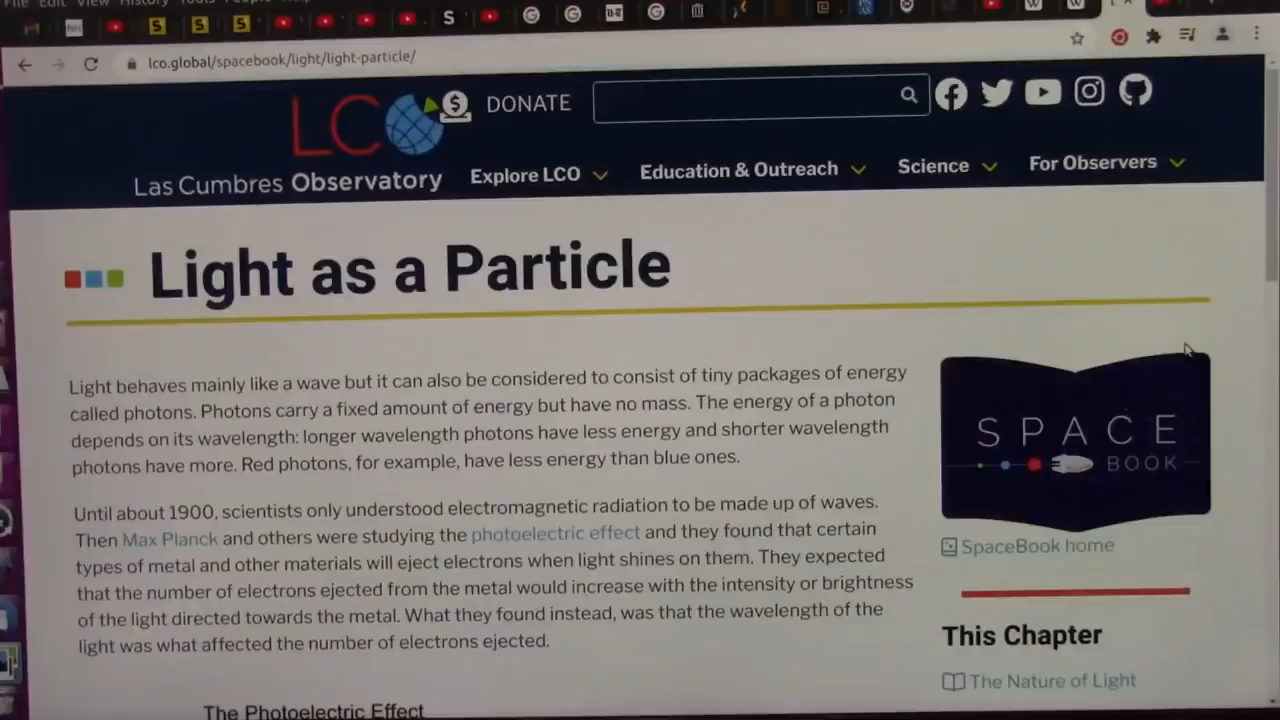 File Edit View History Tools People Help
lco.global/spacebook/light/light-particle/
LCO
DONATE
Las Cumbres Observatory
Explore LCO
Education & Outreach
Science
For Observers
Light as a Particle
Light behaves mainly like a wave but it can also be considered to consist of tiny packages of energy
called photons. Photons carry a fixed amount of energy but have no mass. The energy of a photon
depends on its wavelength: longer wavelength photons have less energy and shorter wavelength
photons have more. Red photons, for example, have less energy than blue ones.
Until about 1900, scientists only understood electromagnetic radiation to be made up of waves.
Then Max Planck and others were studying the photoelectric effect and they found that certain
types of metal and other materials will eject electrons when light shines on them. They expected
that the number of electrons ejected from the metal would increase with the intensity or brightness
of the light directed towards the metal. What they found instead, was that the wavelength of the
light was what affected the number of electrons ejected.
The Photoelectric Effect
SPACE
BOOK
SpaceBook home
This Chapter
The Nature of Light